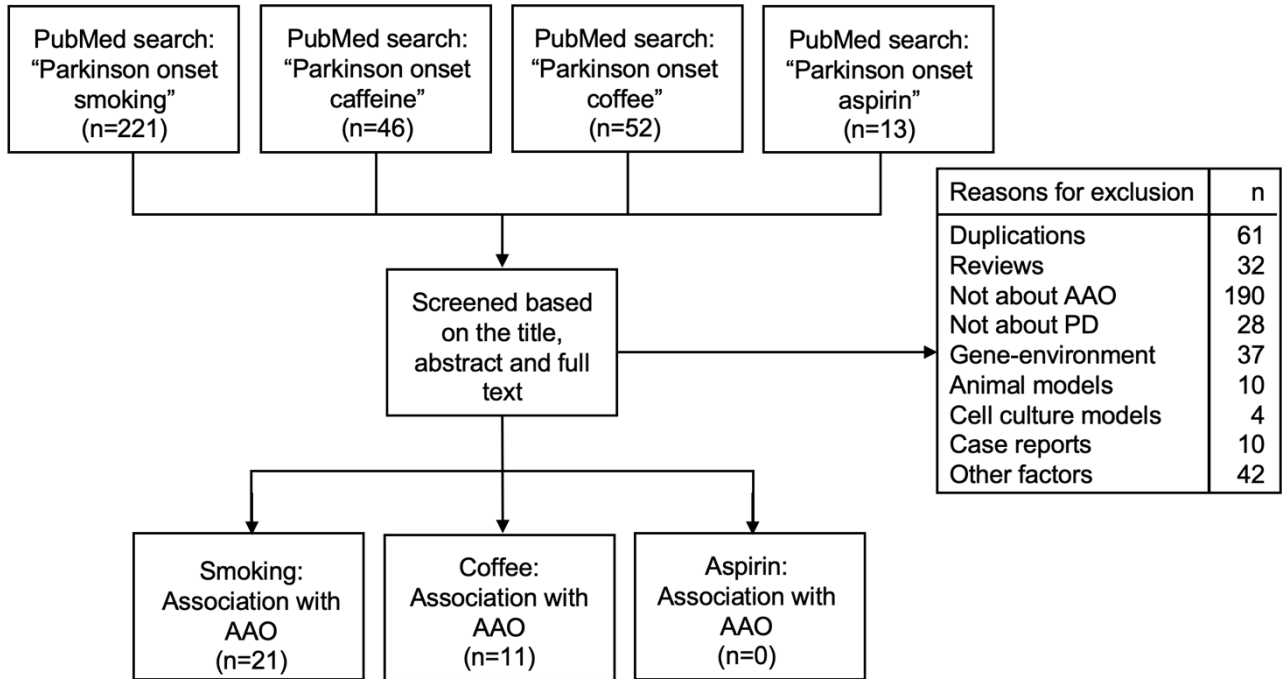 PubMed search:
“Parkinson onset
smoking”
(n=221)
PubMed search:
“Parkinson onset
caffeine”
(n=46)
PubMed search:
“Parkinson onset
coffee”
(n=52)
PubMed search:
“Parkinson onset
aspirin”
(n=13)
Reasons for exclusion n
Duplications 61
Reviews 32
Not about AAO 190
Not about PD 28
Gene-environment 37
Animal models 10
Cell culture models 4
Case reports 10
Other factors 42
Screened based
on the title,
abstract and full
text
Smoking:
Association with
AAO
(n=21)
Coffee:
Association with
AAO
(n=11)
Aspirin:
Association with
AAO
(n=0)